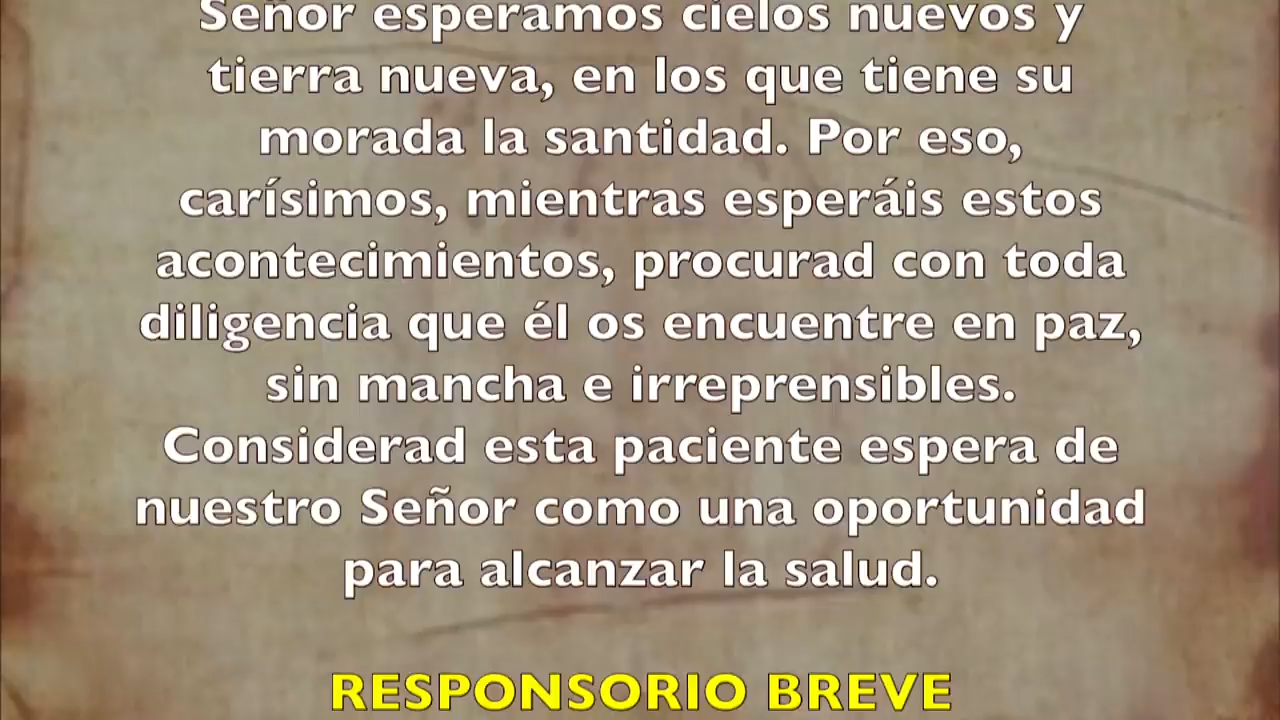 Señor esperamos cielos nuevos y
tierra nueva, en los que tiene su
morada la santidad. Por eso,
carísimos, mientras esperáis estos
acontecimientos, procurad con toda
diligencia que él os encuentre en paz,
sin mancha e irreprensibles.
Considerad esta paciente espera de
nuestro Señor como una oportunidad
para alcanzar la salud.
RESPONSORIO BREVE